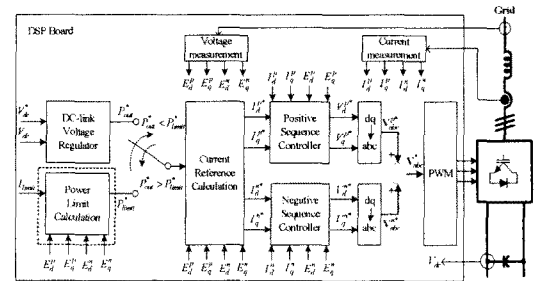 Grid
DSP Board
Voltage
measurement
Current
measurement
E_d^p E_q^p E_d^n E_q^n
I_d^p I_q^p I_d^n I_q^n
I_d^p I_q^p E_d^p E_q^p
V_dc^*
V_dc
DC-link
Voltage
Regulator
P_out^*
P_out^* < P_limit^*
P_out^* > P_limit^*
I_limit
Power
Limit
Calculation
P_limit^*
E_d^p E_q^p E_d^n E_q^n
Current
Reference
Calculation
E_d^p E_q^p E_d^n E_q^n
I_d^p*
I_q^p*
Positive
Sequence
Controller
V_d^p*
V_q^p*
dq
abc
V_abc^p*
I_d^n*
I_q^n*
Negative
Sequence
Controller
V_d^n*
V_q^n*
dq
abc
V_abc^n*
I_d^n I_q^n E_d^n E_q^n
+
+
V_abc^*
PWM
V_dc